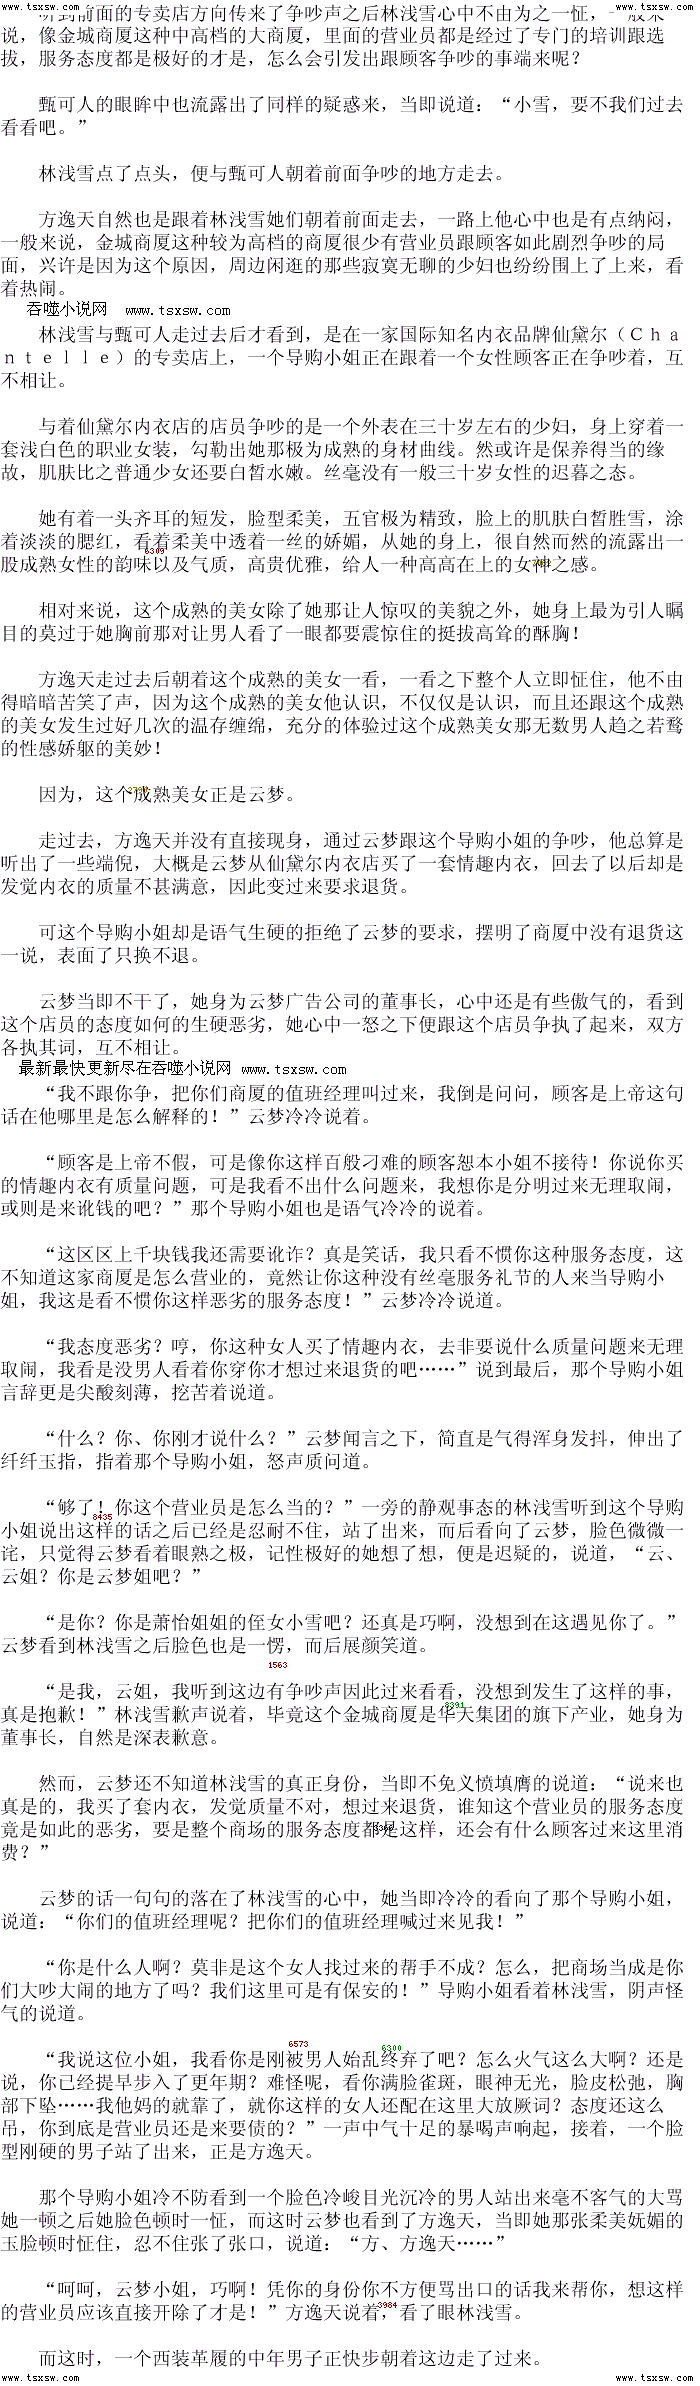 www.tsxsw.com www.tsxsw.com
听到前面的专卖店方向传来了争吵声之后林浅雪心中不由为之一怔，一般来
说，像金城商厦这种中高档的大商厦，里面的营业员都是经过了专门的培训跟选
拔，服务态度都是极好的才是，怎么会引发出跟顾客争吵的事端来呢？
甄可人的眼眸中也流露出了同样的疑惑来，当即说道：“小雪，要不我们过去
看看吧。”
林浅雪点了点头，便与甄可人朝着前面争吵的地方走去。
方逸天自然也是跟着林浅雪她们朝着前面走去，一路上他心中也是有点纳闷，
一般来说，金城商厦这种较为高档的商厦很少有营业员跟顾客如此剧烈争吵的局
面，兴许是因为这个原因，周边闲逛的那些寂寞无聊的少妇也纷纷围上了上来，看
着热闹。
吞噬小说网 www.tsxsw.com
林浅雪与甄可人走过去后才看到，是在一家国际知名内衣品牌仙黛尔（Ｃｈａ
ｎｔｅｌｌｅ）的专卖店上，一个导购小姐正在跟着一个女性顾客正在争吵着，互
不相让。
与着仙黛尔内衣店的店员争吵的是一个外表在三十岁左右的少妇，身上穿着一
套浅白色的职业女装，勾勒出她那极为成熟的身材曲线。然或许是保养得当的缘
故，肌肤比之普通少女还要白皙水嫩。丝毫没有一般三十岁女性的迟暮之态。
她有着一头齐耳的短发，脸型柔美，五官极为精致，脸上的肌肤白皙胜雪，涂
着淡淡的腮红，看着柔美中透着一丝的娇媚，从她的身上，很自然而然的流露出一
6309
股成熟女性的韵味以及气质，高贵优雅，给人一种高高在上的女神之感。
相对来说，这个成熟的美女除了她那让人惊叹的美貌之外，她身上最为引人瞩
目的莫过于她胸前那对让男人看了一眼都要震惊住的挺拔高耸的酥胸！
方逸天走过去后朝着这个成熟的美女一看，一看之下整个人立即怔住，他不由
得暗暗苦笑了声，因为这个成熟的美女他认识，不仅仅是认识，而且还跟这个成熟
的美女发生过好几次的温存缠绵，充分的体验过这个成熟美女那无数男人趋之若鹜
的性感娇躯的美妙！
因为，这个成熟美女正是云梦。
走过去，方逸天并没有直接现身，通过云梦跟这个导购小姐的争吵，他总算是
听出了一些端倪，大概是云梦从仙黛尔内衣店买了一套情趣内衣，回去了以后却是
发觉内衣的质量不甚满意，因此变过来要求退货。
可这个导购小姐却是语气生硬的拒绝了云梦的要求，摆明了商厦中没有退货这
一说，表面了只换不退。
云梦当即不干了，她身为云梦广告公司的董事长，心中还是有些傲气的，看到
这个店员的态度如何的生硬恶劣，她心中一怒之下便跟这个店员争执了起来，双方
各执其词，互不相让。
最新最快更新尽在吞噬小说网 www.tsxsw.com
“我不跟你争，把你们商厦的值班经理叫过来，我倒是问问，顾客是上帝这句
话在他哪里是怎么解释的！”云梦冷冷说着。
“顾客是上帝不假，可是像你这样百般刁难的顾客恕本小姐不接待！你说你买
的情趣内衣有质量问题，可是我看不出什么问题来，我想你是分明过来无理取闹，
或则是来讹钱的吧？”那个导购小姐也是语气冷冷的说着。
“这区区上千块钱我还需要讹诈？真是笑话，我只看不惯你这种服务态度，这
不知道这家商厦是怎么营业的，竟然让你这种没有丝毫服务礼节的人来当导购小
姐，我这是看不惯你这样恶劣的服务态度！”云梦冷冷说道。
“我态度恶劣？哼，你这种女人买了情趣内衣，去非要说什么质量问题来无理
取闹，我看是没男人看着你穿你才想过来退货的吧……”说到最后，那个导购小姐
言辞更是尖酸刻薄，挖苦着说道。
“什么？你、你刚才说什么？”云梦闻言之下，简直是气得浑身发抖，伸出了
纤纤玉指，指着那个导购小姐，怒声质问道。
“够了！你这个营业员是怎么当的？”一旁的静观事态的林浅雪听到这个导购
8435
小姐说出这样的话之后已经是忍耐不住，站了出来，而后看向了云梦，脸色微微一
诧，只觉得云梦看着眼熟之极，记性极好的她想了想，便是迟疑的，说道，“云、
云姐？你是云梦姐吧？”
“是你？你是萧怡姐姐的侄女小雪吧？还真是巧啊，没想到在这遇见你了。”
云梦看到林浅雪之后脸色也是一愣，而后展颜笑道。
1563
“是我，云姐，我听到这边有争吵声因此过来看看，没想到发生了这样的事，
8391
真是抱歉！”林浅雪歉声说着，毕竟这个金城商厦是华天集团的旗下产业，她身为
董事长，自然是深表歉意。
然而，云梦还不知道林浅雪的真正身份，当即不免义愤填膺的说道：“说来也
真是的，我买了套内衣，发觉质量不对，想过来退货，谁知这个营业员的服务态度
竟是如此的恶劣，要是整个商场的服务态度都是这样，还会有什么顾客过来这里消
费？”
云梦的话一句句的落在了林浅雪的心中，她当即冷冷的看向了那个导购小姐，
说道：“你们的值班经理呢？把你们的值班经理喊过来见我！”
“你是什么人啊？莫非是这个女人找过来的帮手不成？怎么，把商场当成是你
们大吵大闹的地方了吗？我们这里可是有保安的！”导购小姐看着林浅雪，阴声怪
气的说道。
6573 6300
“我说这位小姐，我看你是刚被男人始乱终弃了吧？怎么火气这么大啊？还是
说，你已经提早步入了更年期？难怪呢，看你满脸雀斑，眼神无光，脸皮松弛，胸
部下坠……我他妈的就靠了，就你这样的女人还配在这里大放厥词？态度还这么
吊，你到底是营业员还是来要债的？”一声中气十足的暴喝声响起，接着，一个脸
型刚硬的男子站了出来，正是方逸天。
那个导购小姐冷不防看到一个脸色冷峻目光沉冷的男人站出来毫不客气的大骂
她一顿之后她脸色顿时一怔，而这时云梦也看到了方逸天，当即她那张柔美妩媚的
玉脸顿时怔住，忍不住张了张口，说道：“方、方逸天……”
“呵呵，云梦小姐，巧啊！凭你的身份你不方便骂出口的话我来帮你，想这样
的营业员应该直接开除了才是！”方逸天说着，看了眼林浅雪。
3984
而这时，一个西装革履的中年男子正快步朝着这边走了过来。
www.tsxsw.com www.tsxsw.com